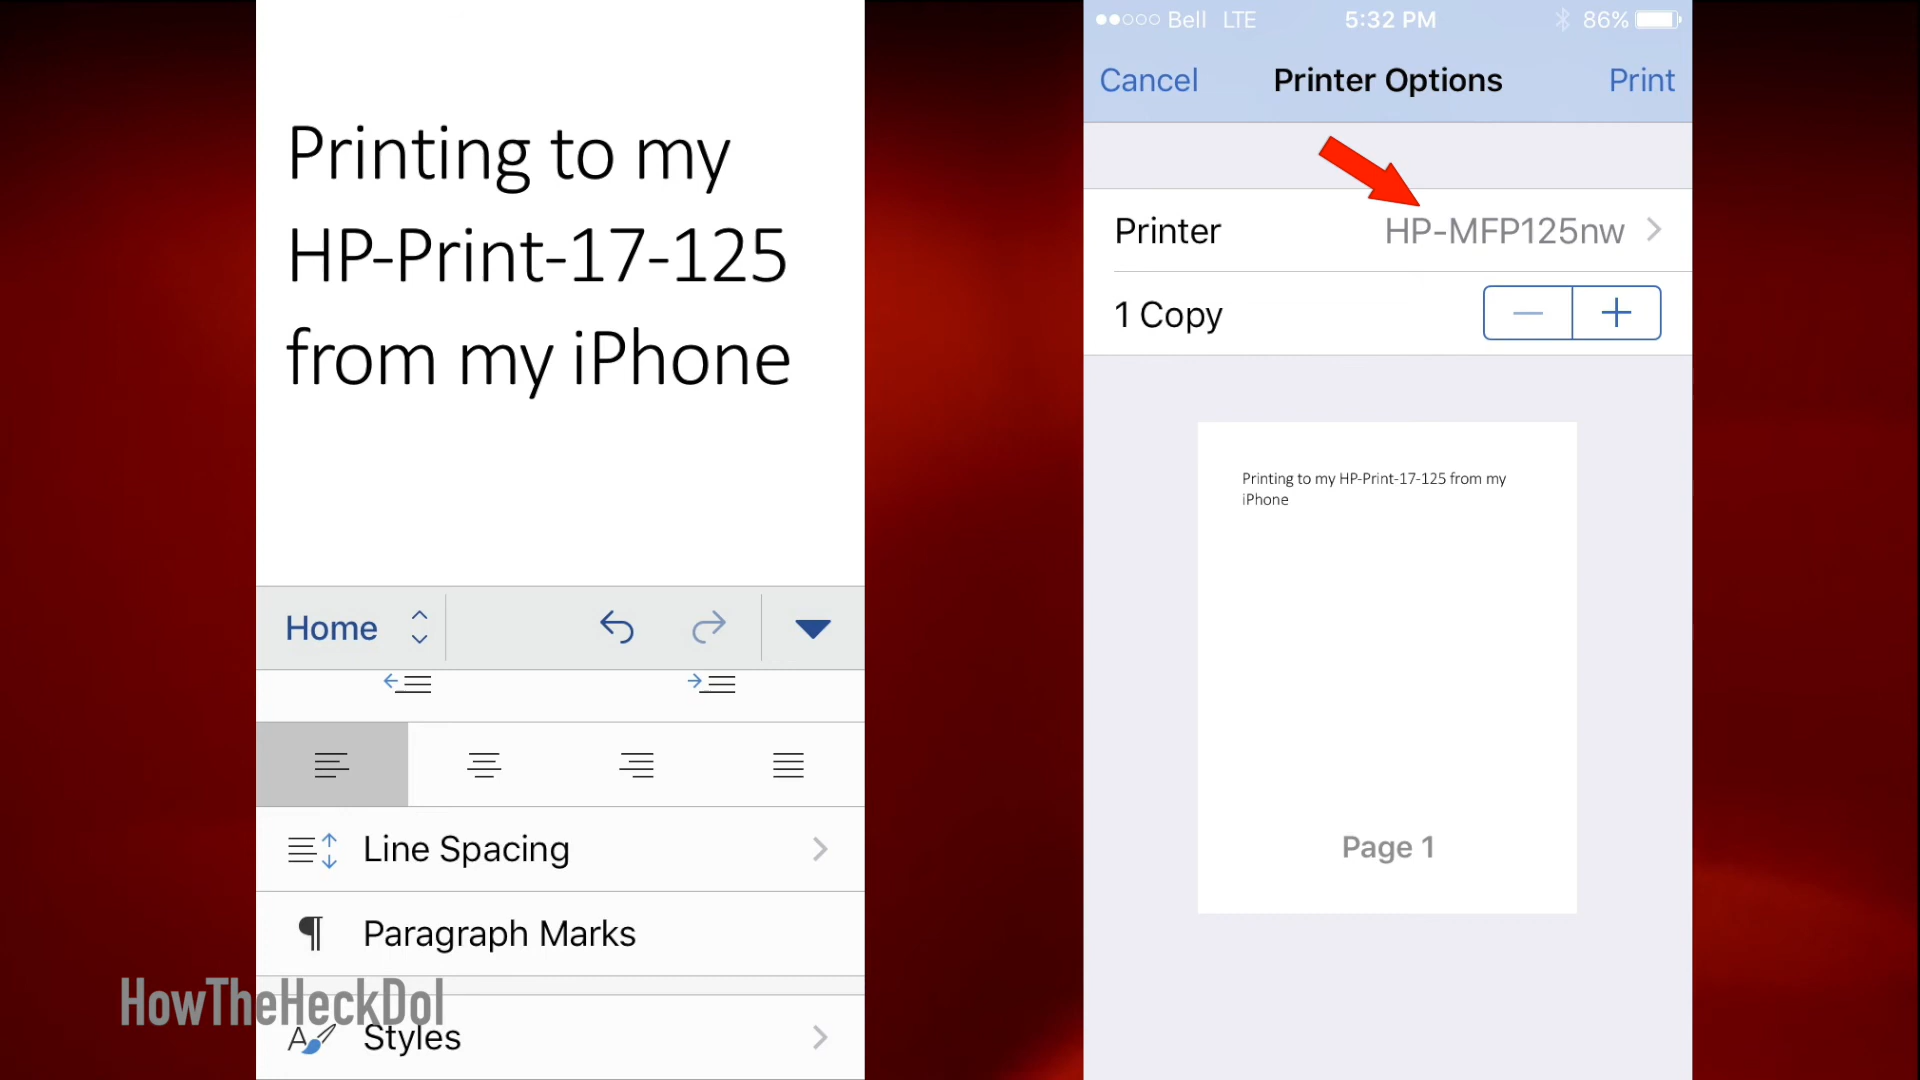 Printing to my
HP-Print-17-125
from my iPhone
Home
Line Spacing
¶ Paragraph Marks
Styles
HowTheHeckDoI
Bell LTE 5:32 PM 86%
Cancel Printer Options Print
Printer HP-MFP125nw
1 Copy
Printing to my HP-Print-17-125 from my
iPhone
Page 1